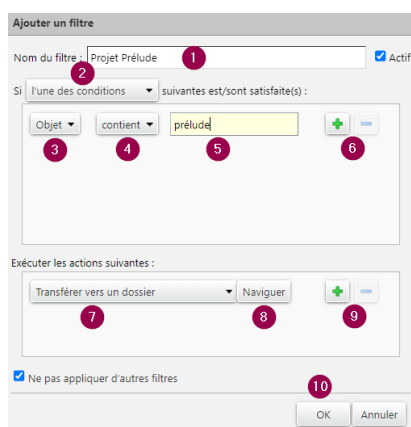 Ajouter un filtre
Nom du filtre : Projet Prélude 1 Actif
2
Si l'une des conditions suivantes est/sont satisfaite(s) :
Objet contient prélude
3 4 5 6
Exécuter les actions suivantes :
Transférer vers un dossier Naviguer
7 8 9
Ne pas appliquer d'autres filtres
10
OK Annuler